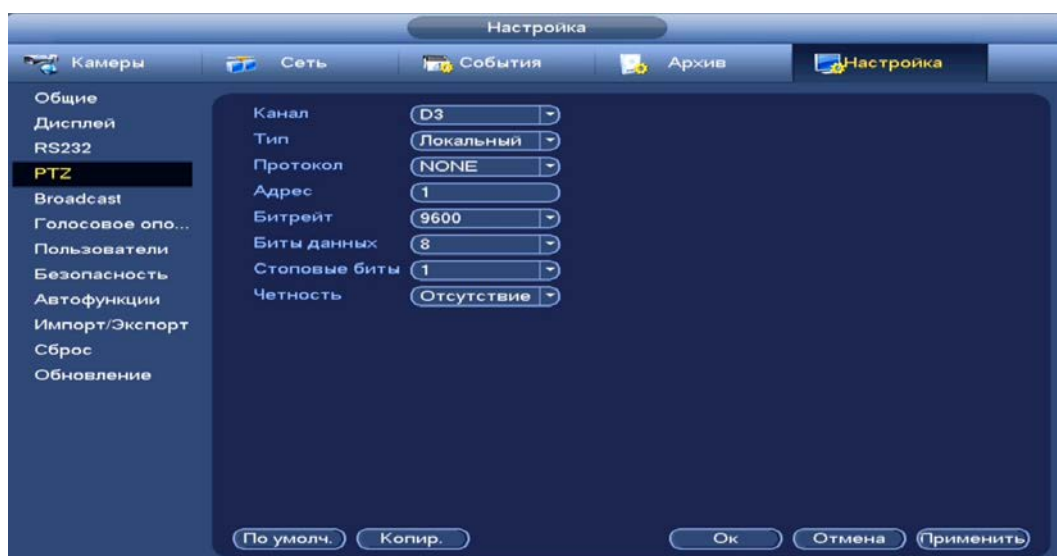 Настройка
Камеры Сеть События Архив Настройка
Общие
Дисплей
RS232
PTZ
Broadcast
Голосовое опо...
Пользователи
Безопасность
Автофункции
Импорт/Экспорт
Сброс
Обновление
Канал D3
Тип Локальный
Протокол NONE
Адрес 1
Битрейт 9600
Биты данных 8
Стоповые биты 1
Четность Отсутствие
По умолч. Копир. Ок Отмена Применить